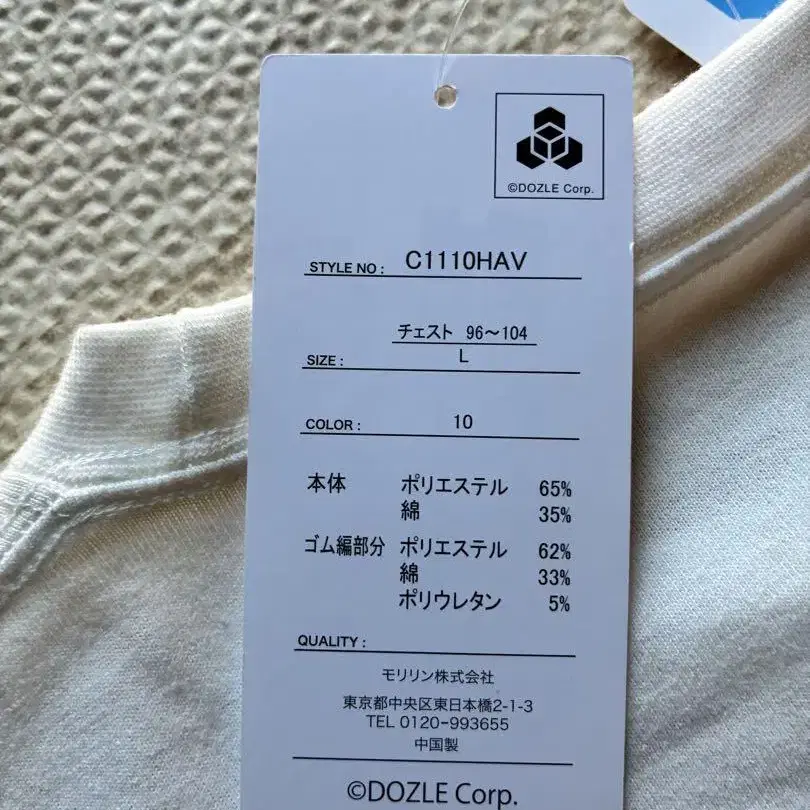 ©DOZLE Corp.
STYLE NO : C1110HAV
チェスト 96～104
SIZE : L
COLOR : 10
本体 ポリエステル 65%
綿 35%
ゴム編部分 ポリエステル 62%
綿 33%
ポリウレタン 5%
QUALITY :
モリリン株式会社
東京都中央区東日本橋2-1-3
TEL 0120-993655
中国製
©DOZLE Corp.